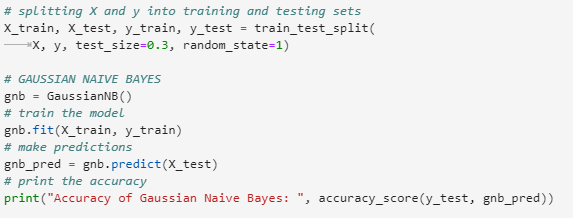 # splitting X and y into training and testing sets
X_train, X_test, y_train, y_test = train_test_split(
X, y, test_size=0.3, random_state=1)
# GAUSSIAN NAIVE BAYES
gnb = GaussianNB()
# train the model
gnb.fit(X_train, y_train)
# make predictions
gnb_pred = gnb.predict(X_test)
# print the accuracy
print("Accuracy of Gaussian Naive Bayes: ", accuracy_score(y_test, gnb_pred))